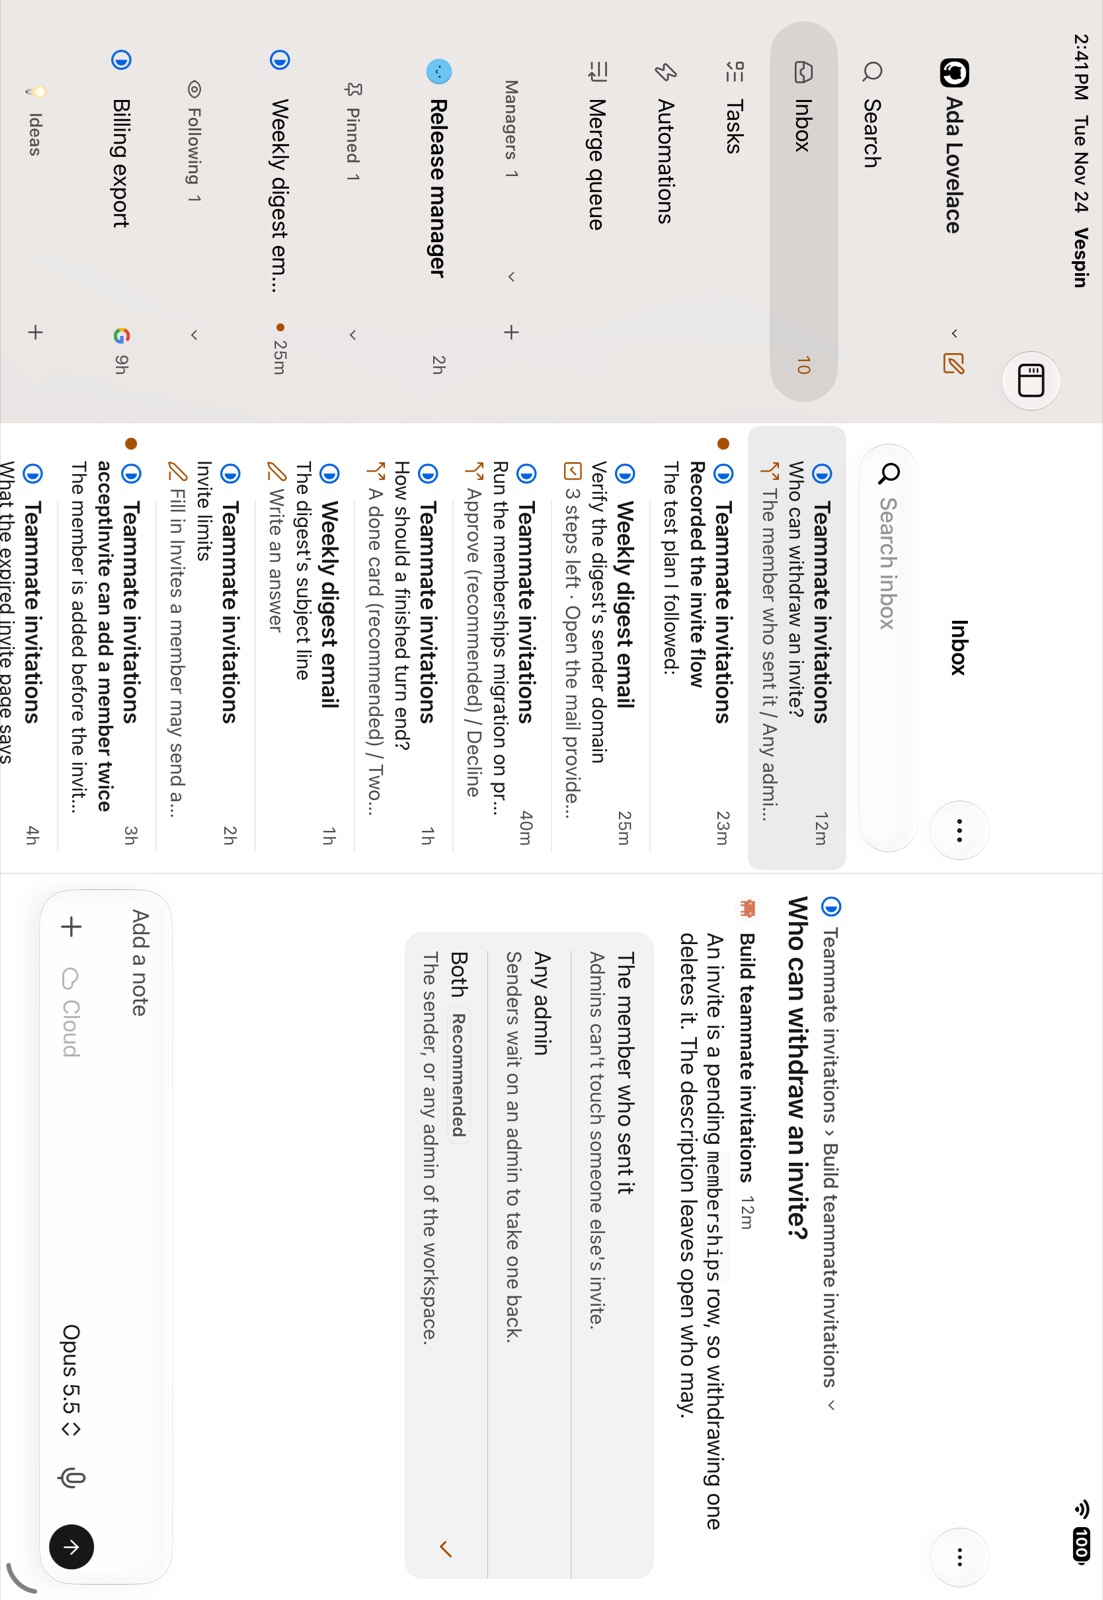 2:41 PM Tue Nov 24 Vespin
100
Ada Lovelace
Search
Inbox 10
Tasks
Automations
Merge queue
Managers 1
Release manager 2h
Pinned 1
Weekly digest em... 25m
Following 1
Billing export 9h
Ideas
Inbox
Search inbox
Teammate invitations 12m
Who can withdraw an invite?
The member who sent it / Any admi...
Teammate invitations 23m
Recorded the invite flow
The test plan I followed:
Weekly digest email 25m
Verify the digest's sender domain
3 steps left · Open the mail provide...
Teammate invitations 40m
Run the memberships migration on pr...
Approve (recommended) / Decline
Teammate invitations 1h
How should a finished turn end?
A done card (recommended) / Two...
Weekly digest email 1h
The digest's subject line
Write an answer
Teammate invitations 2h
Invite limits
Fill in Invites a member may send a...
Teammate invitations 3h
acceptInvite can add a member twice
The member is added before the invit...
Teammate invitations 4h
What the expired invite page says
Teammate invitations › Build teammate invitations
Who can withdraw an invite?
Build teammate invitations 12m
An invite is a pending memberships row, so withdrawing one
deletes it. The description leaves open who may.
The member who sent it
Admins can't touch someone else's invite.
Any admin
Senders wait on an admin to take one back.
Both Recommended
The sender, or any admin of the workspace.
Add a note
Cloud
Opus 5.5